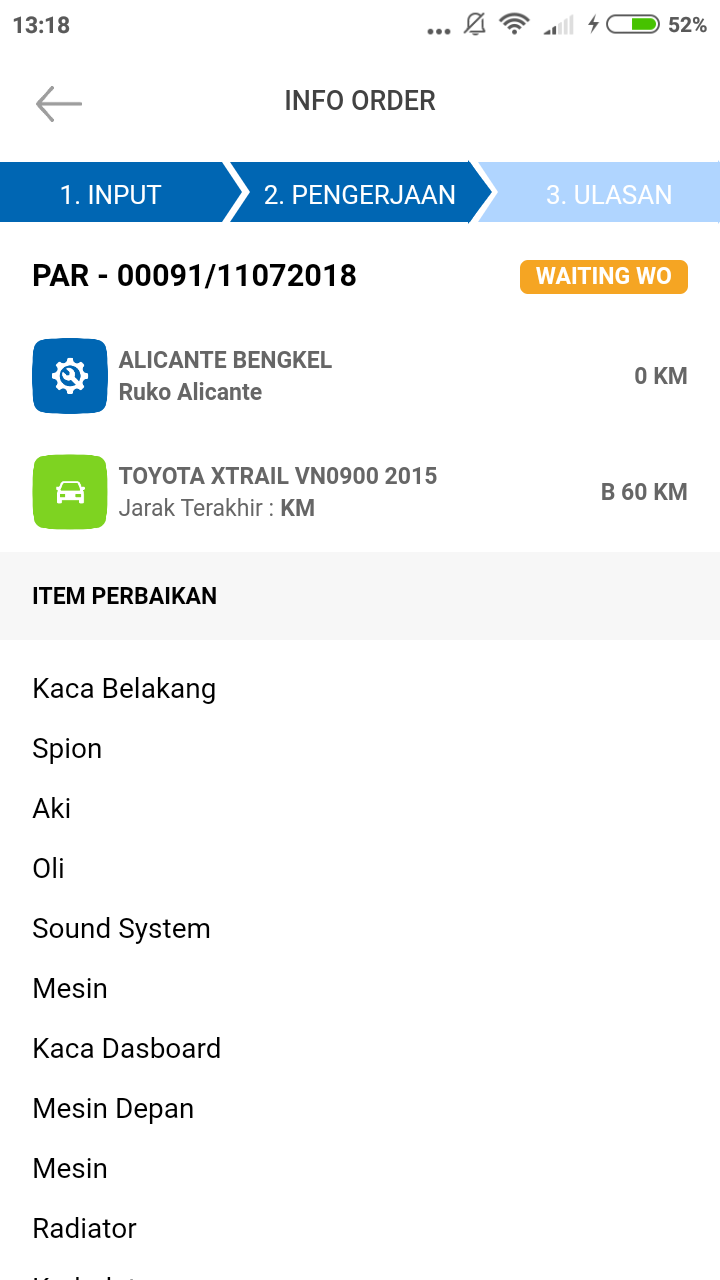 13:18
52%
INFO ORDER
1. INPUT
2. PENGERJAAN
3. ULASAN
PAR - 00091/11072018
WAITING WO
ALICANTE BENGKEL
Ruko Alicante
0 KM
TOYOTA XTRAIL VN0900 2015
Jarak Terakhir : KM
B 60 KM
ITEM PERBAIKAN
Kaca Belakang
Spion
Aki
Oli
Sound System
Mesin
Kaca Dasboard
Mesin Depan
Mesin
Radiator